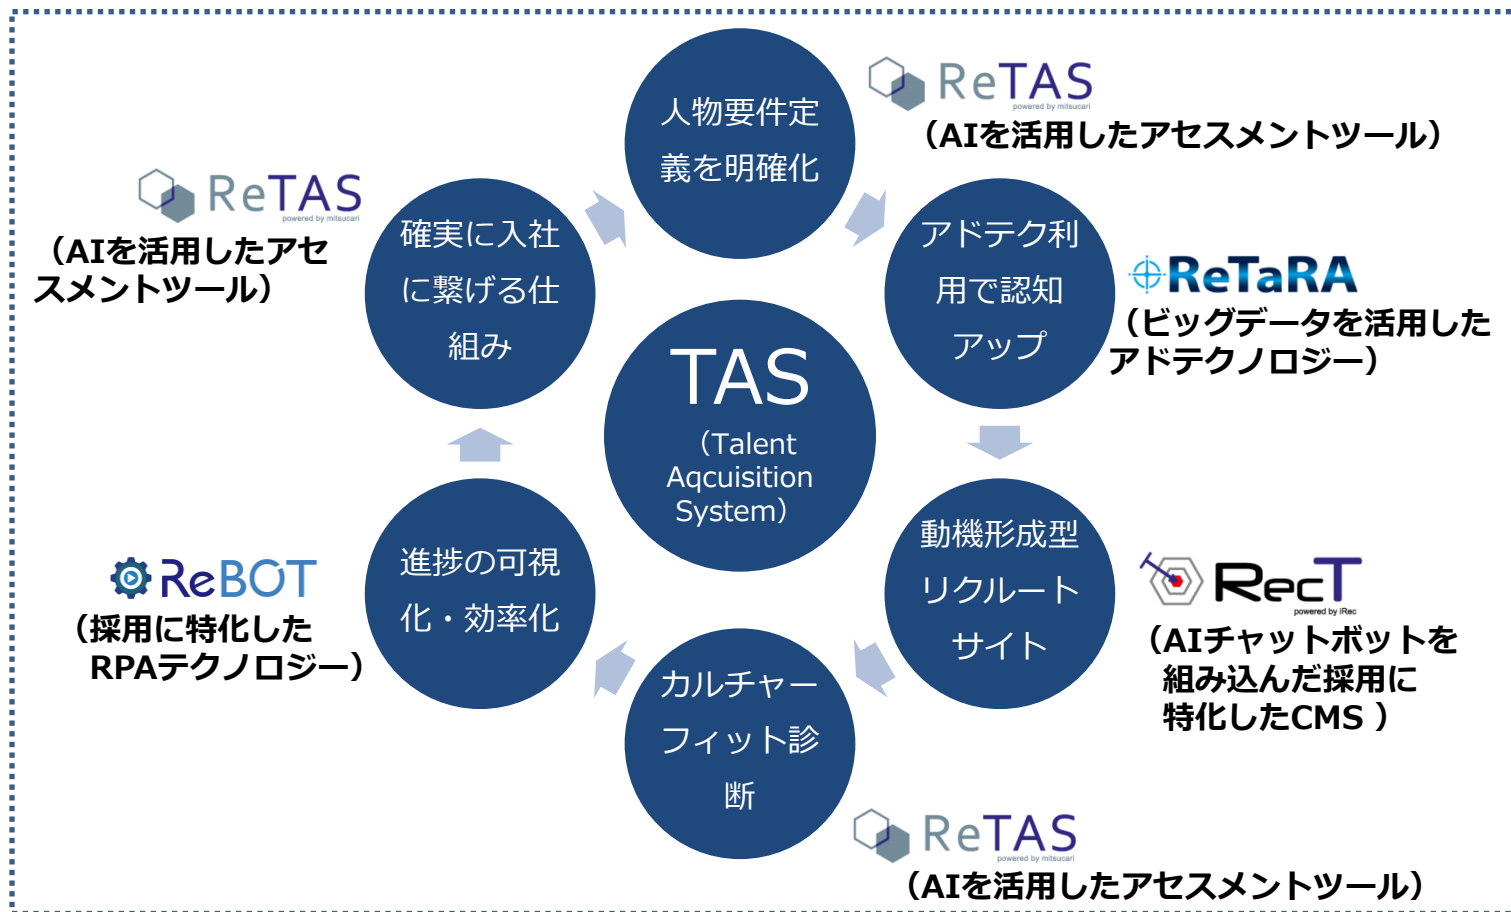 人物要件定
義を明確化
ReTAS
powered by mitsucari
（AIを活用したアセスメントツール）
アドテク利
用で認知
アップ
ReTaRA
（ビッグデータを活用した
アドテクノロジー）
動機形成型
リクルート
サイト
RecT
powered by iRec
（AIチャットボットを
組み込んだ採用に
特化したCMS ）
カルチャー
フィット診
断
ReTAS
powered by mitsucari
（AIを活用したアセスメントツール）
進捗の可視
化・効率化
ReBOT
（採用に特化した
RPAテクノロジー）
確実に入社
に繋げる仕
組み
ReTAS
powered by mitsucari
（AIを活用したアセ
スメントツール）
TAS
（Talent
Aqcuisition
System）